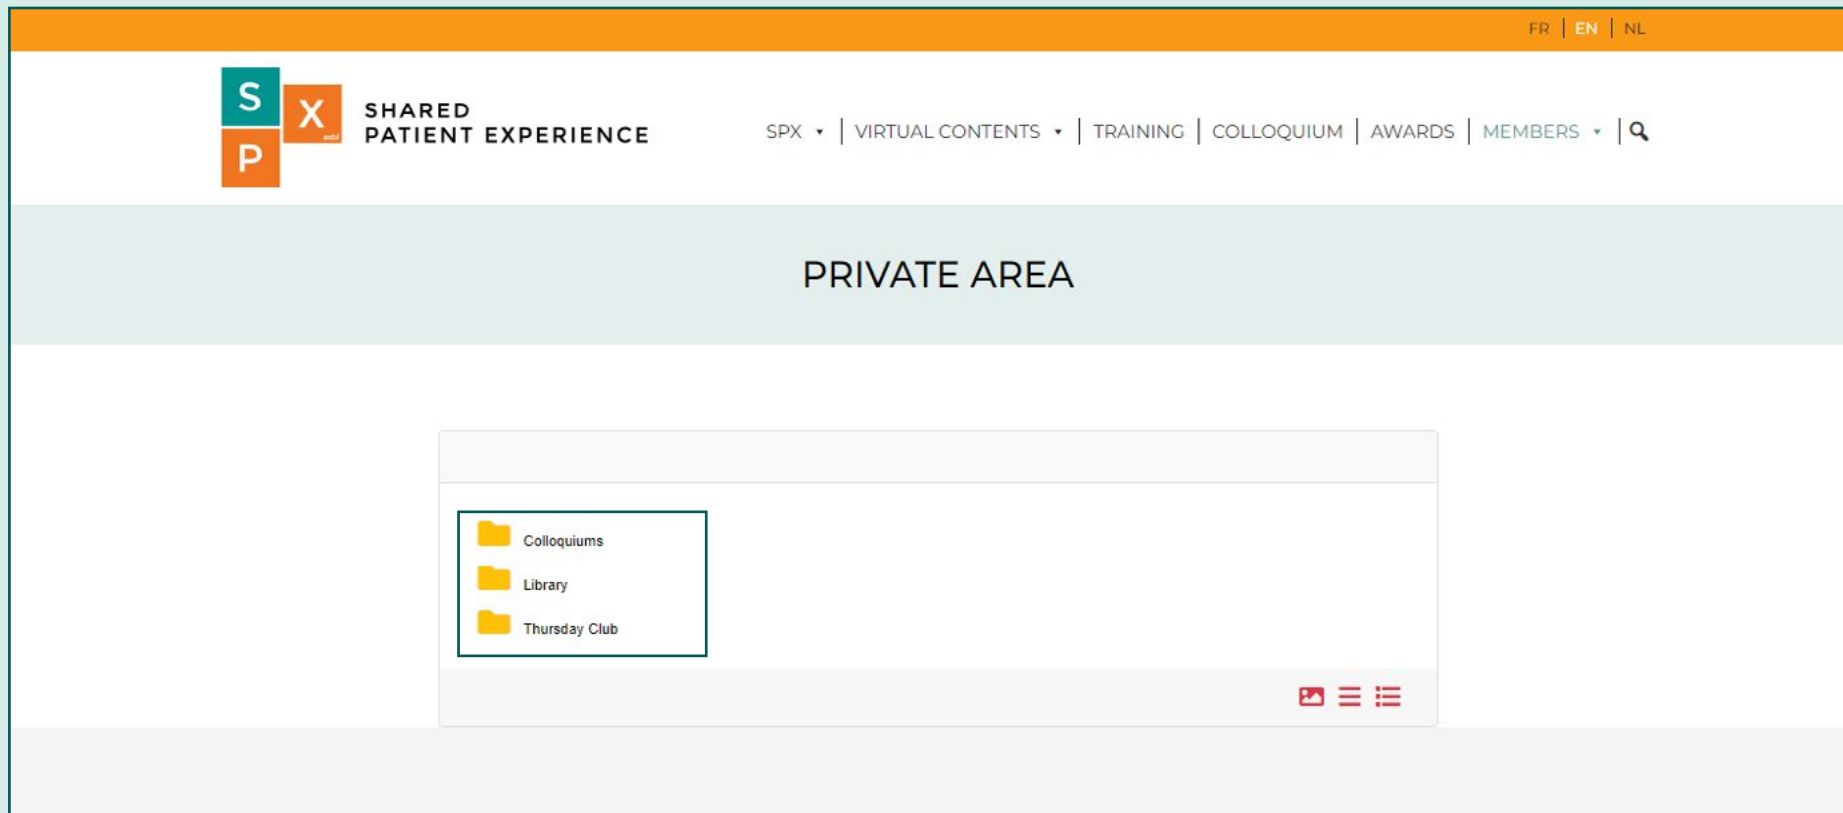 FR | EN | NL
S
X
asbl
P
SHARED
PATIENT EXPERIENCE
SPX | VIRTUAL CONTENTS | TRAINING | COLLOQUIUM | AWARDS | MEMBERS |
PRIVATE AREA
Colloquiums
Library
Thursday Club